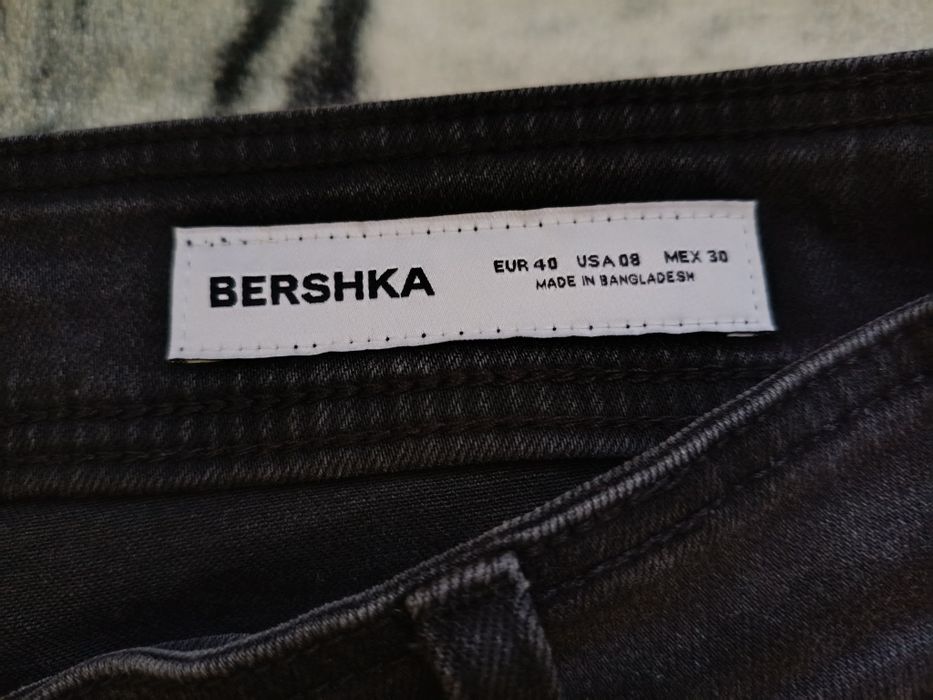 BERSHKA
EUR 40 USA 08 MEX 30
MADE IN BANGLADESH